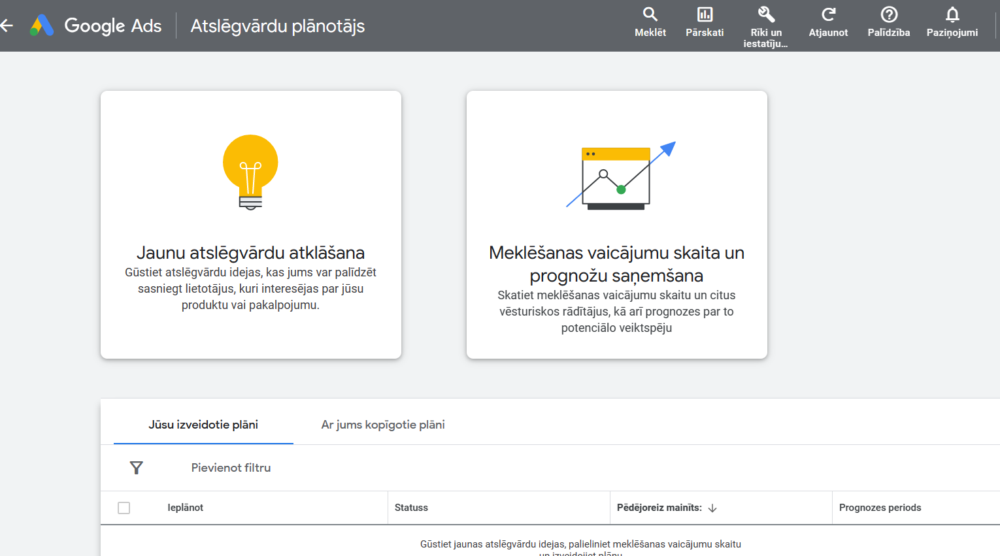 Google Ads
Atslēgvārdu plānotājs
Meklēt
Pārskati
Rīki un
iestatīju...
Atjaunot
Palīdzība
Paziņojumi
Jaunu atslēgvārdu atklāšana
Gūstiet atslēgvārdu idejas, kas jums var palīdzēt
sasniegt lietotājus, kuri interesējas par jūsu
produktu vai pakalpojumu.
Meklēšanas vaicājumu skaita un
prognožu saņemšana
Skatiet meklēšanas vaicājumu skaitu un citus
vēsturiskos rādītājus, kā arī prognozes par to
potenciālo veiktspēju
Jūsu izveidotie plāni
Ar jums kopīgotie plāni
Pievienot filtru
Ieplānot
Statuss
Pēdējoreiz mainīts:
Prognozes periods
Gūstiet jaunas atslēgvārdu idejas, palieliniet meklēšanas vaicājumu skaitu
un izveidojiet plānu